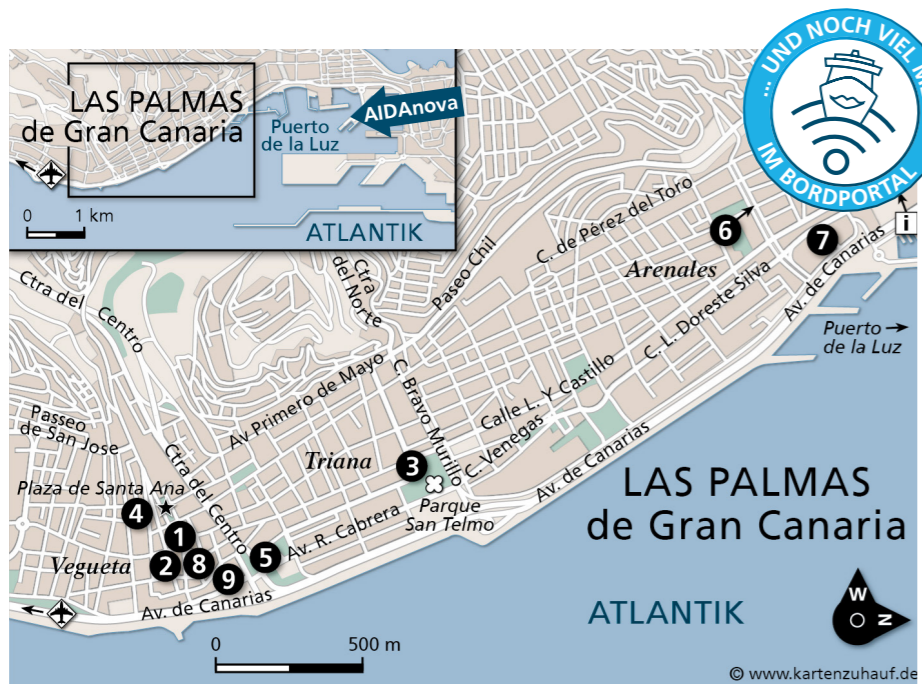 ...UND NOCH VIEL M
IM BORDPORTAL
LAS PALMAS
de Gran Canaria
AIDAnova
Puerto
de la Luz
0 1 km
ATLANTIK
Ctra del
Centro
Ctra
del Norte
Paseo Chil
C. de Pérez del Toro
6
Arenales
7
i
Av. de Canarias
C. L. Doreste Silva
Puerto
de la Luz
Passeo
de San Jose
Av Primero de Mayo
C. Bravo Murillo
Calle L. Y Castillo
C. Venegas
Av. de Canarias
Triana
3
Parque
San Telmo
Plaza de Santa Ana
Ctra del Centro
4
1
2
8
9
5
Vegueta
Av. R. Cabrera
Av. de Canarias
LAS PALMAS
de Gran Canaria
ATLANTIK
W
N
0 500 m
© www.kartenzuhauf.de